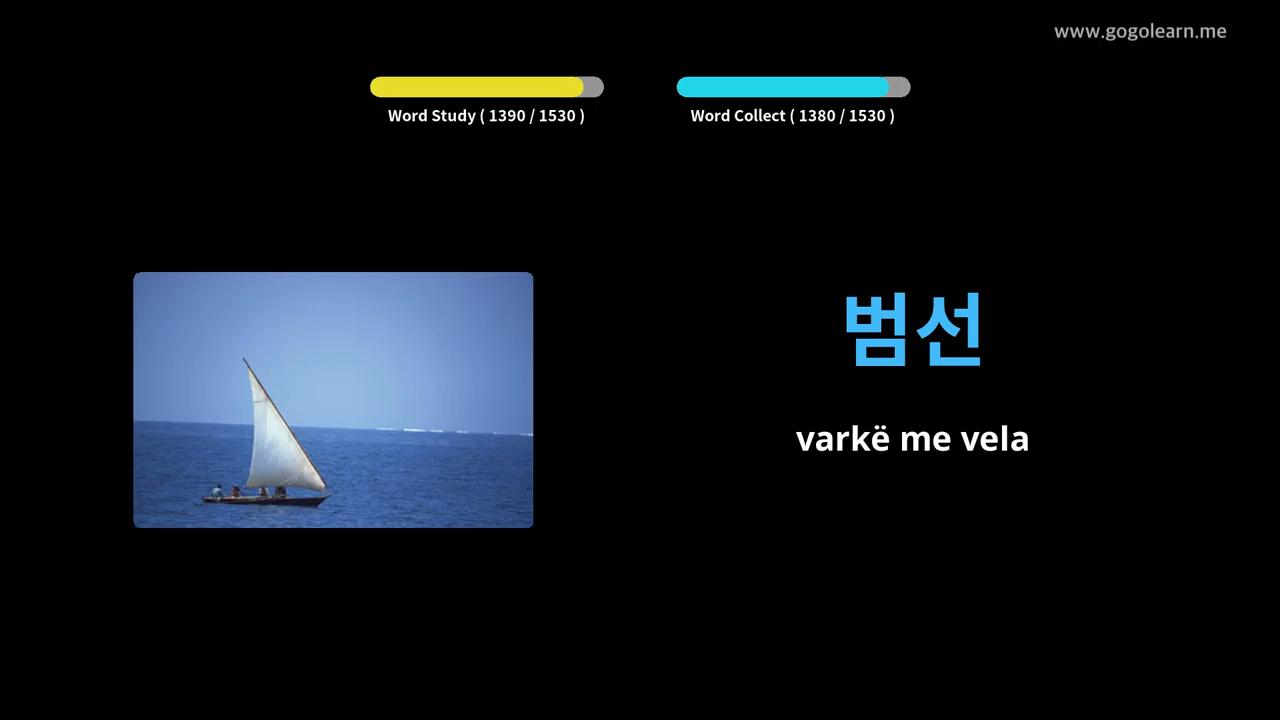 www.gogolearn.me
Word Study ( 1390 / 1530 )
Word Collect ( 1380 / 1530 )
범선
varkë me vela